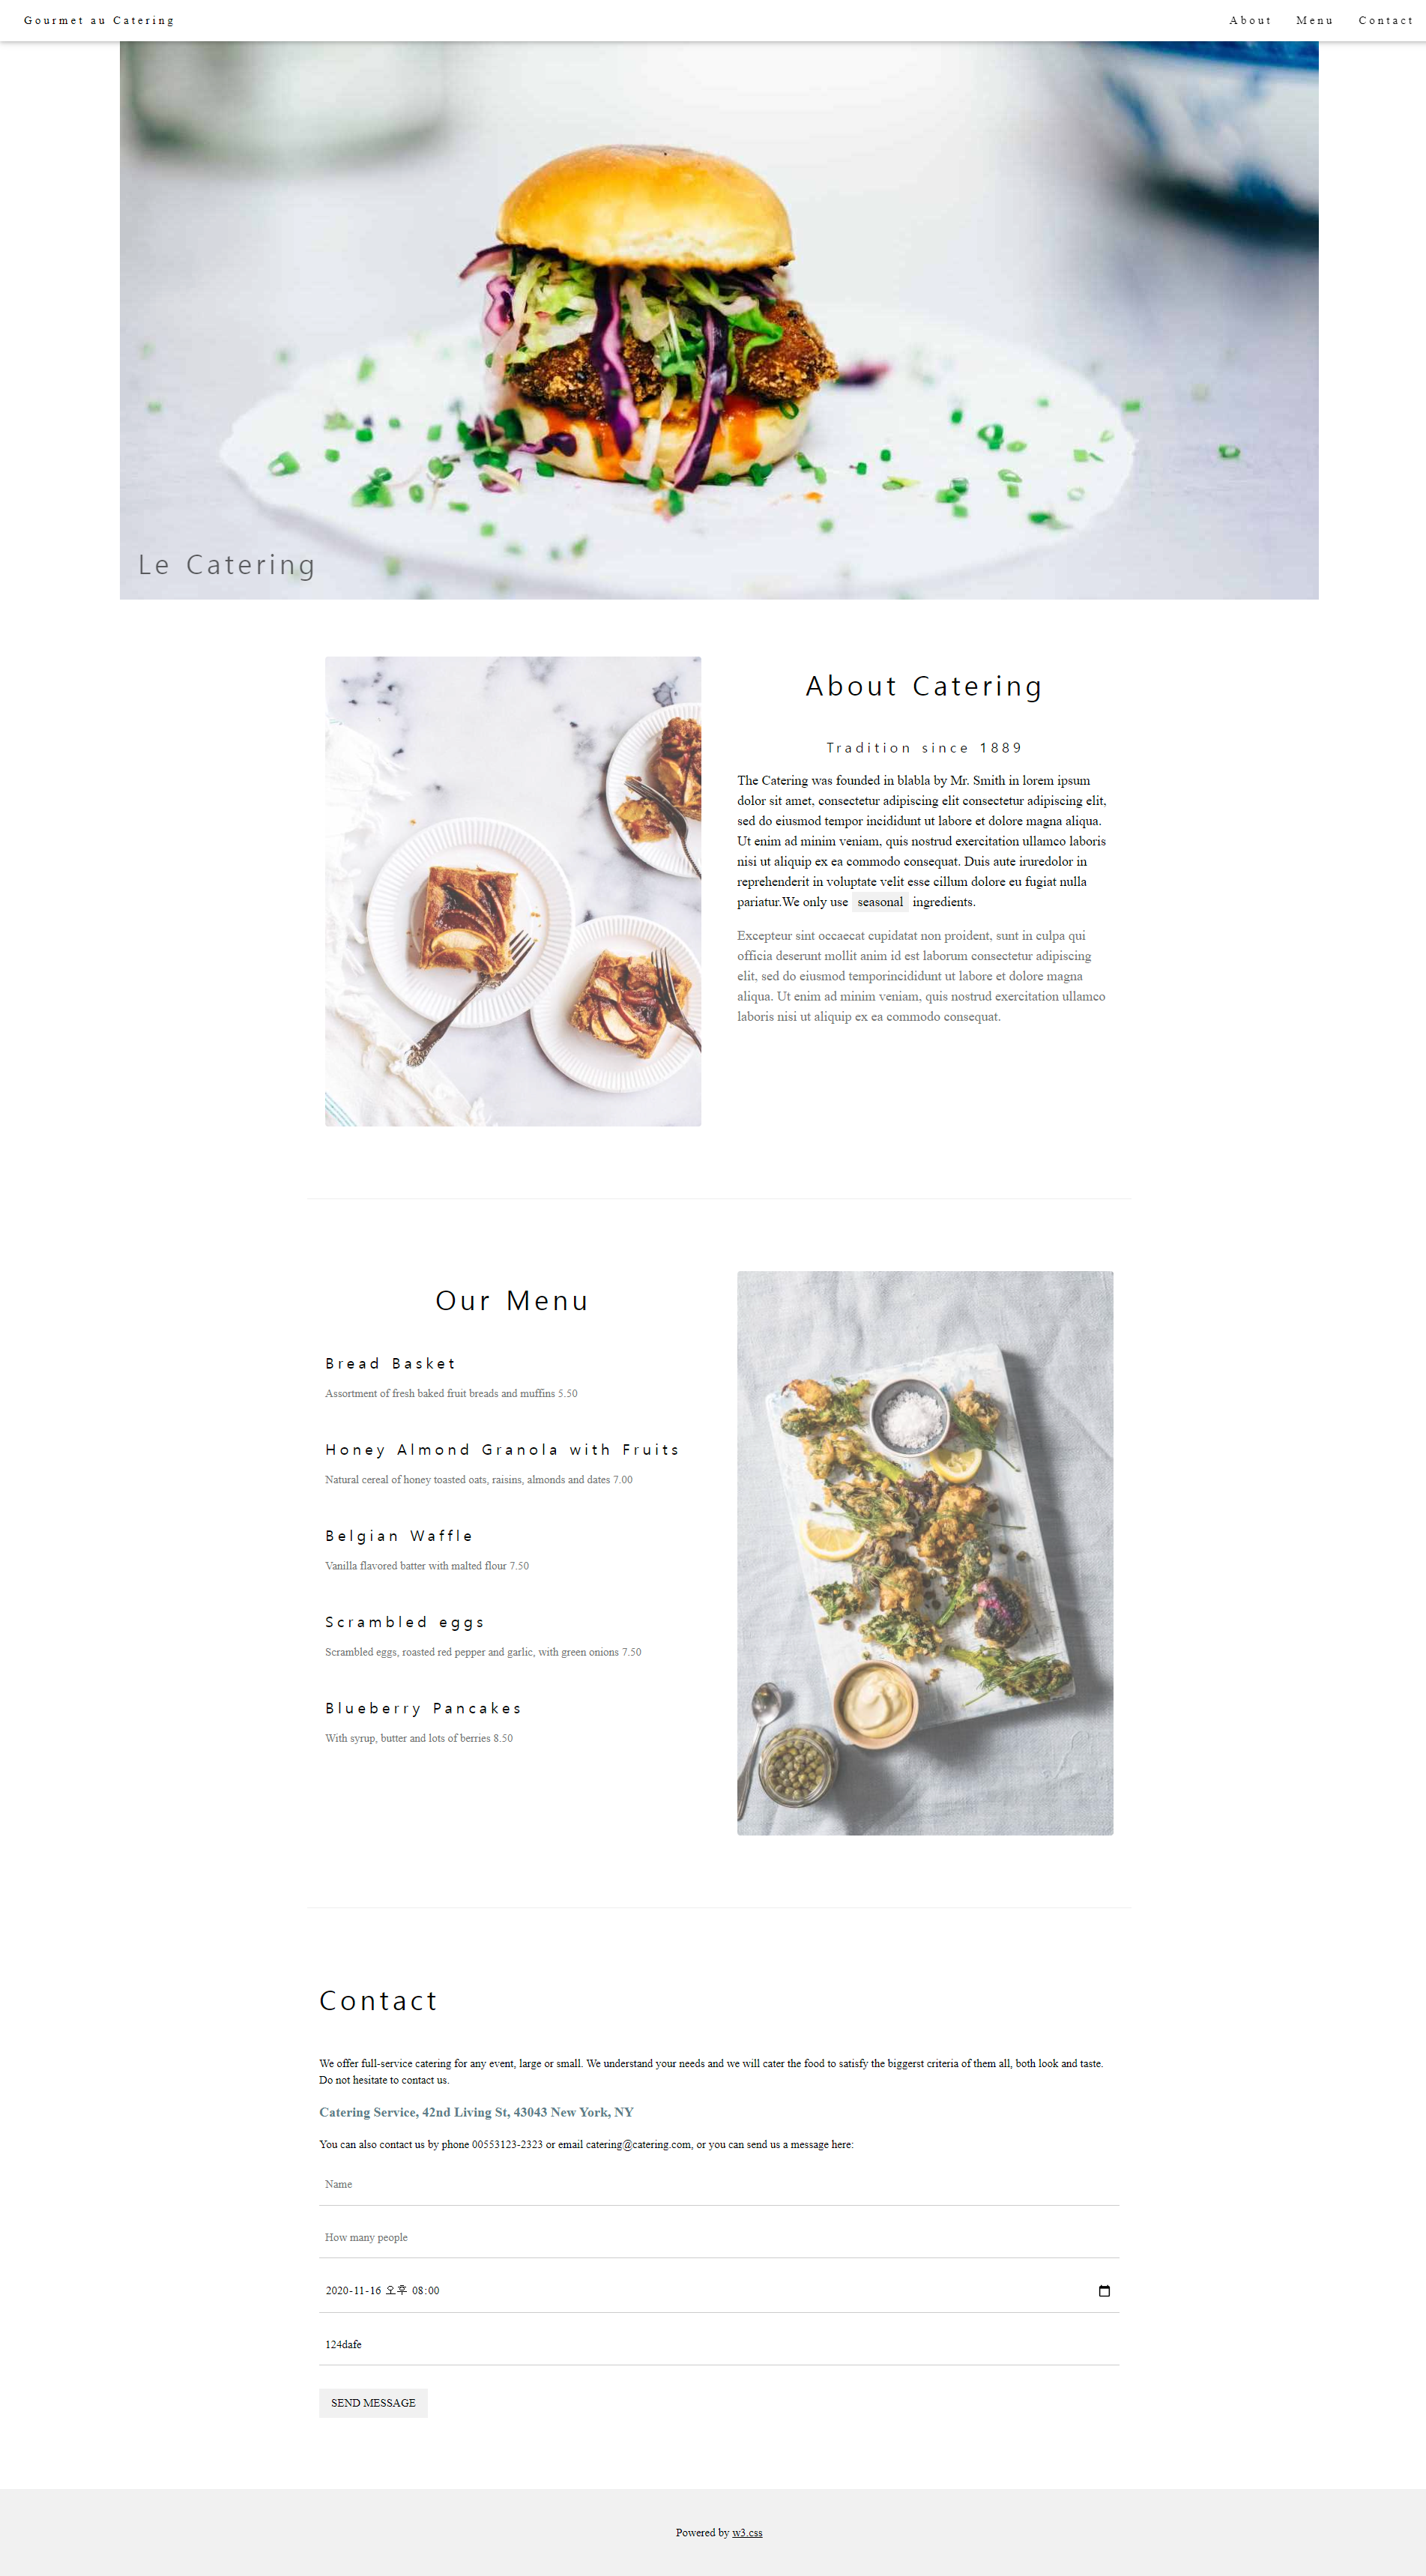 Gourmet au Catering
About Menu Contact
Le Catering
About Catering
Tradition since 1889
The Catering was founded in blabla by Mr. Smith in lorem ipsum
dolor sit amet, consectetur adipiscing elit consectetur adipiscing elit,
sed do eiusmod tempor incididunt ut labore et dolore magna aliqua.
Ut enim ad minim veniam, quis nostrud exercitation ullamco laboris
nisi ut aliquip ex ea commodo consequat. Duis aute iruredolor in
reprehenderit in voluptate velit esse cillum dolore eu fugiat nulla
pariatur.We only use seasonal ingredients.
Excepteur sint occaecat cupidatat non proident, sunt in culpa qui
officia deserunt mollit anim id est laborum consectetur adipiscing
elit, sed do eiusmod temporincididunt ut labore et dolore magna
aliqua. Ut enim ad minim veniam, quis nostrud exercitation ullamco
laboris nisi ut aliquip ex ea commodo consequat.
Our Menu
Bread Basket
Assortment of fresh baked fruit breads and muffins 5.50
Honey Almond Granola with Fruits
Natural cereal of honey toasted oats, raisins, almonds and dates 7.00
Belgian Waffle
Vanilla flavored batter with malted flour 7.50
Scrambled eggs
Scrambled eggs, roasted red pepper and garlic, with green onions 7.50
Blueberry Pancakes
With syrup, butter and lots of berries 8.50
Contact
We offer full-service catering for any event, large or small. We understand your needs and we will cater the food to satisfy the biggerst criteria of them all, both look and taste.
Do not hesitate to contact us.
Catering Service, 42nd Living St, 43043 New York, NY
You can also contact us by phone 00553123-2323 or email catering@catering.com, or you can send us a message here:
Name
How many people
2020-11-16 오후 08:00
124dafe
SEND MESSAGE
Powered by w3.css